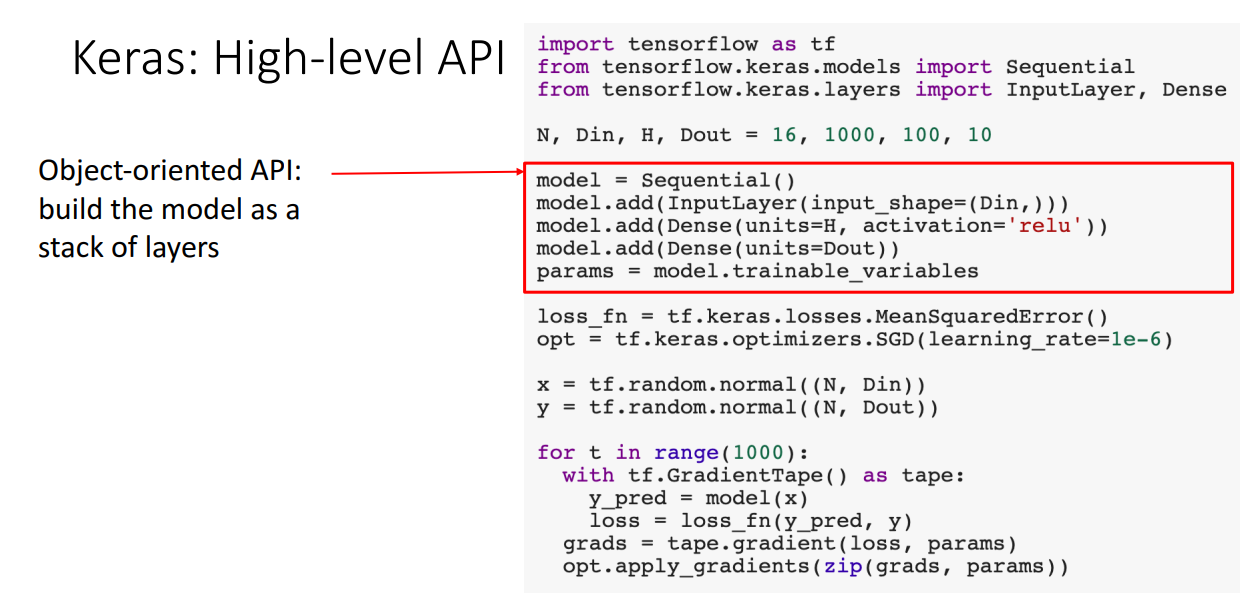 Keras: High-level API
Object-oriented API:
build the model as a
stack of layers
import tensorflow as tf
from tensorflow.keras.models import Sequential
from tensorflow.keras.layers import InputLayer, Dense
N, Din, H, Dout = 16, 1000, 100, 10
model = Sequential()
model.add(InputLayer(input_shape=(Din,)))
model.add(Dense(units=H, activation='relu'))
model.add(Dense(units=Dout))
params = model.trainable_variables
loss_fn = tf.keras.losses.MeanSquaredError()
opt = tf.keras.optimizers.SGD(learning_rate=1e-6)
x = tf.random.normal((N, Din))
y = tf.random.normal((N, Dout))
for t in range(1000):
  with tf.GradientTape() as tape:
    y_pred = model(x)
    loss = loss_fn(y_pred, y)
  grads = tape.gradient(loss, params)
  opt.apply_gradients(zip(grads, params))